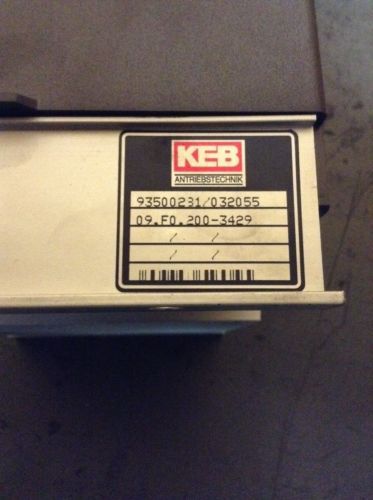 KEB
ANTRIEBSTECHNIK
93500231/032055
09.F0.200-3429
/ /
/ /